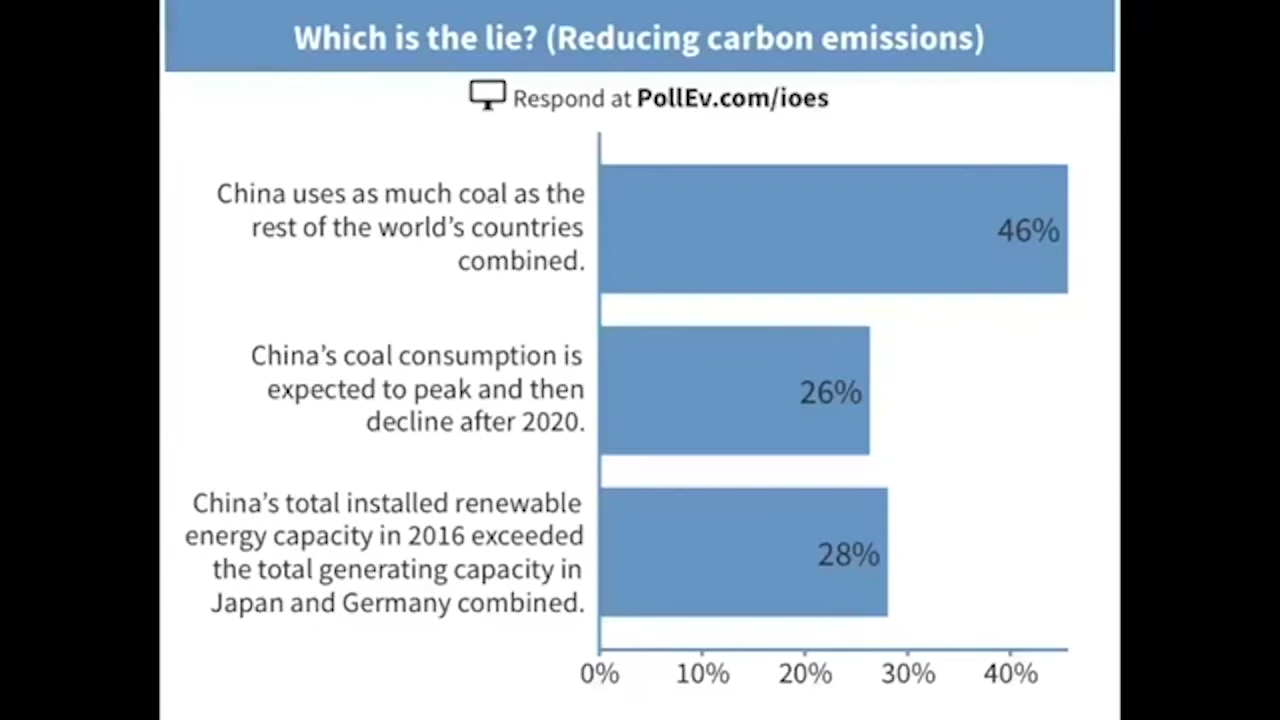 Which is the lie? (Reducing carbon emissions)
Respond at PollEv.com/ioes
China uses as much coal as the
rest of the world’s countries
combined.
46%
China’s coal consumption is
expected to peak and then
decline after 2020.
26%
China’s total installed renewable
energy capacity in 2016 exceeded
the total generating capacity in
Japan and Germany combined.
28%
0% 10% 20% 30% 40%